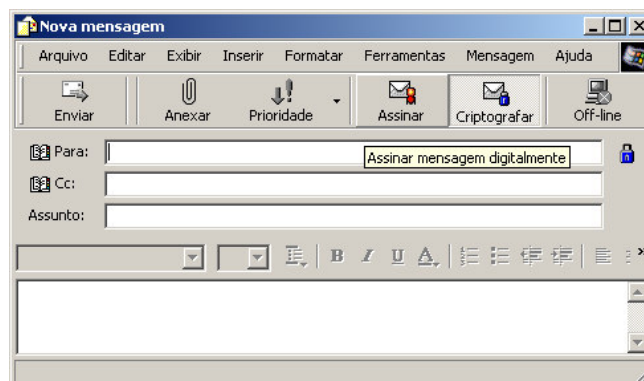 Nova mensagem
Arquivo Editar Exibir Inserir Formatar Ferramentas Mensagem Ajuda
Enviar Anexar Prioridade Assinar Criptografar Off-line
Para:
Assinar mensagem digitalmente
Cc:
Assunto:
B I U A